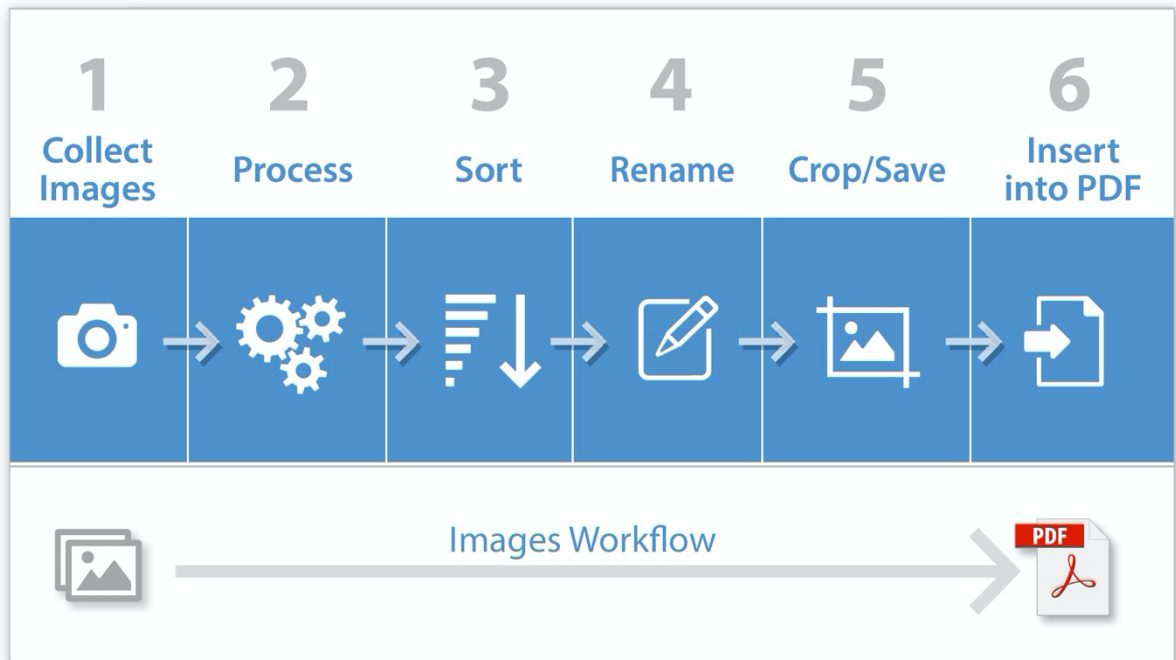 1
Collect
Images
2
Process
3
Sort
4
Rename
5
Crop/Save
6
Insert
into PDF
Images Workflow
PDF